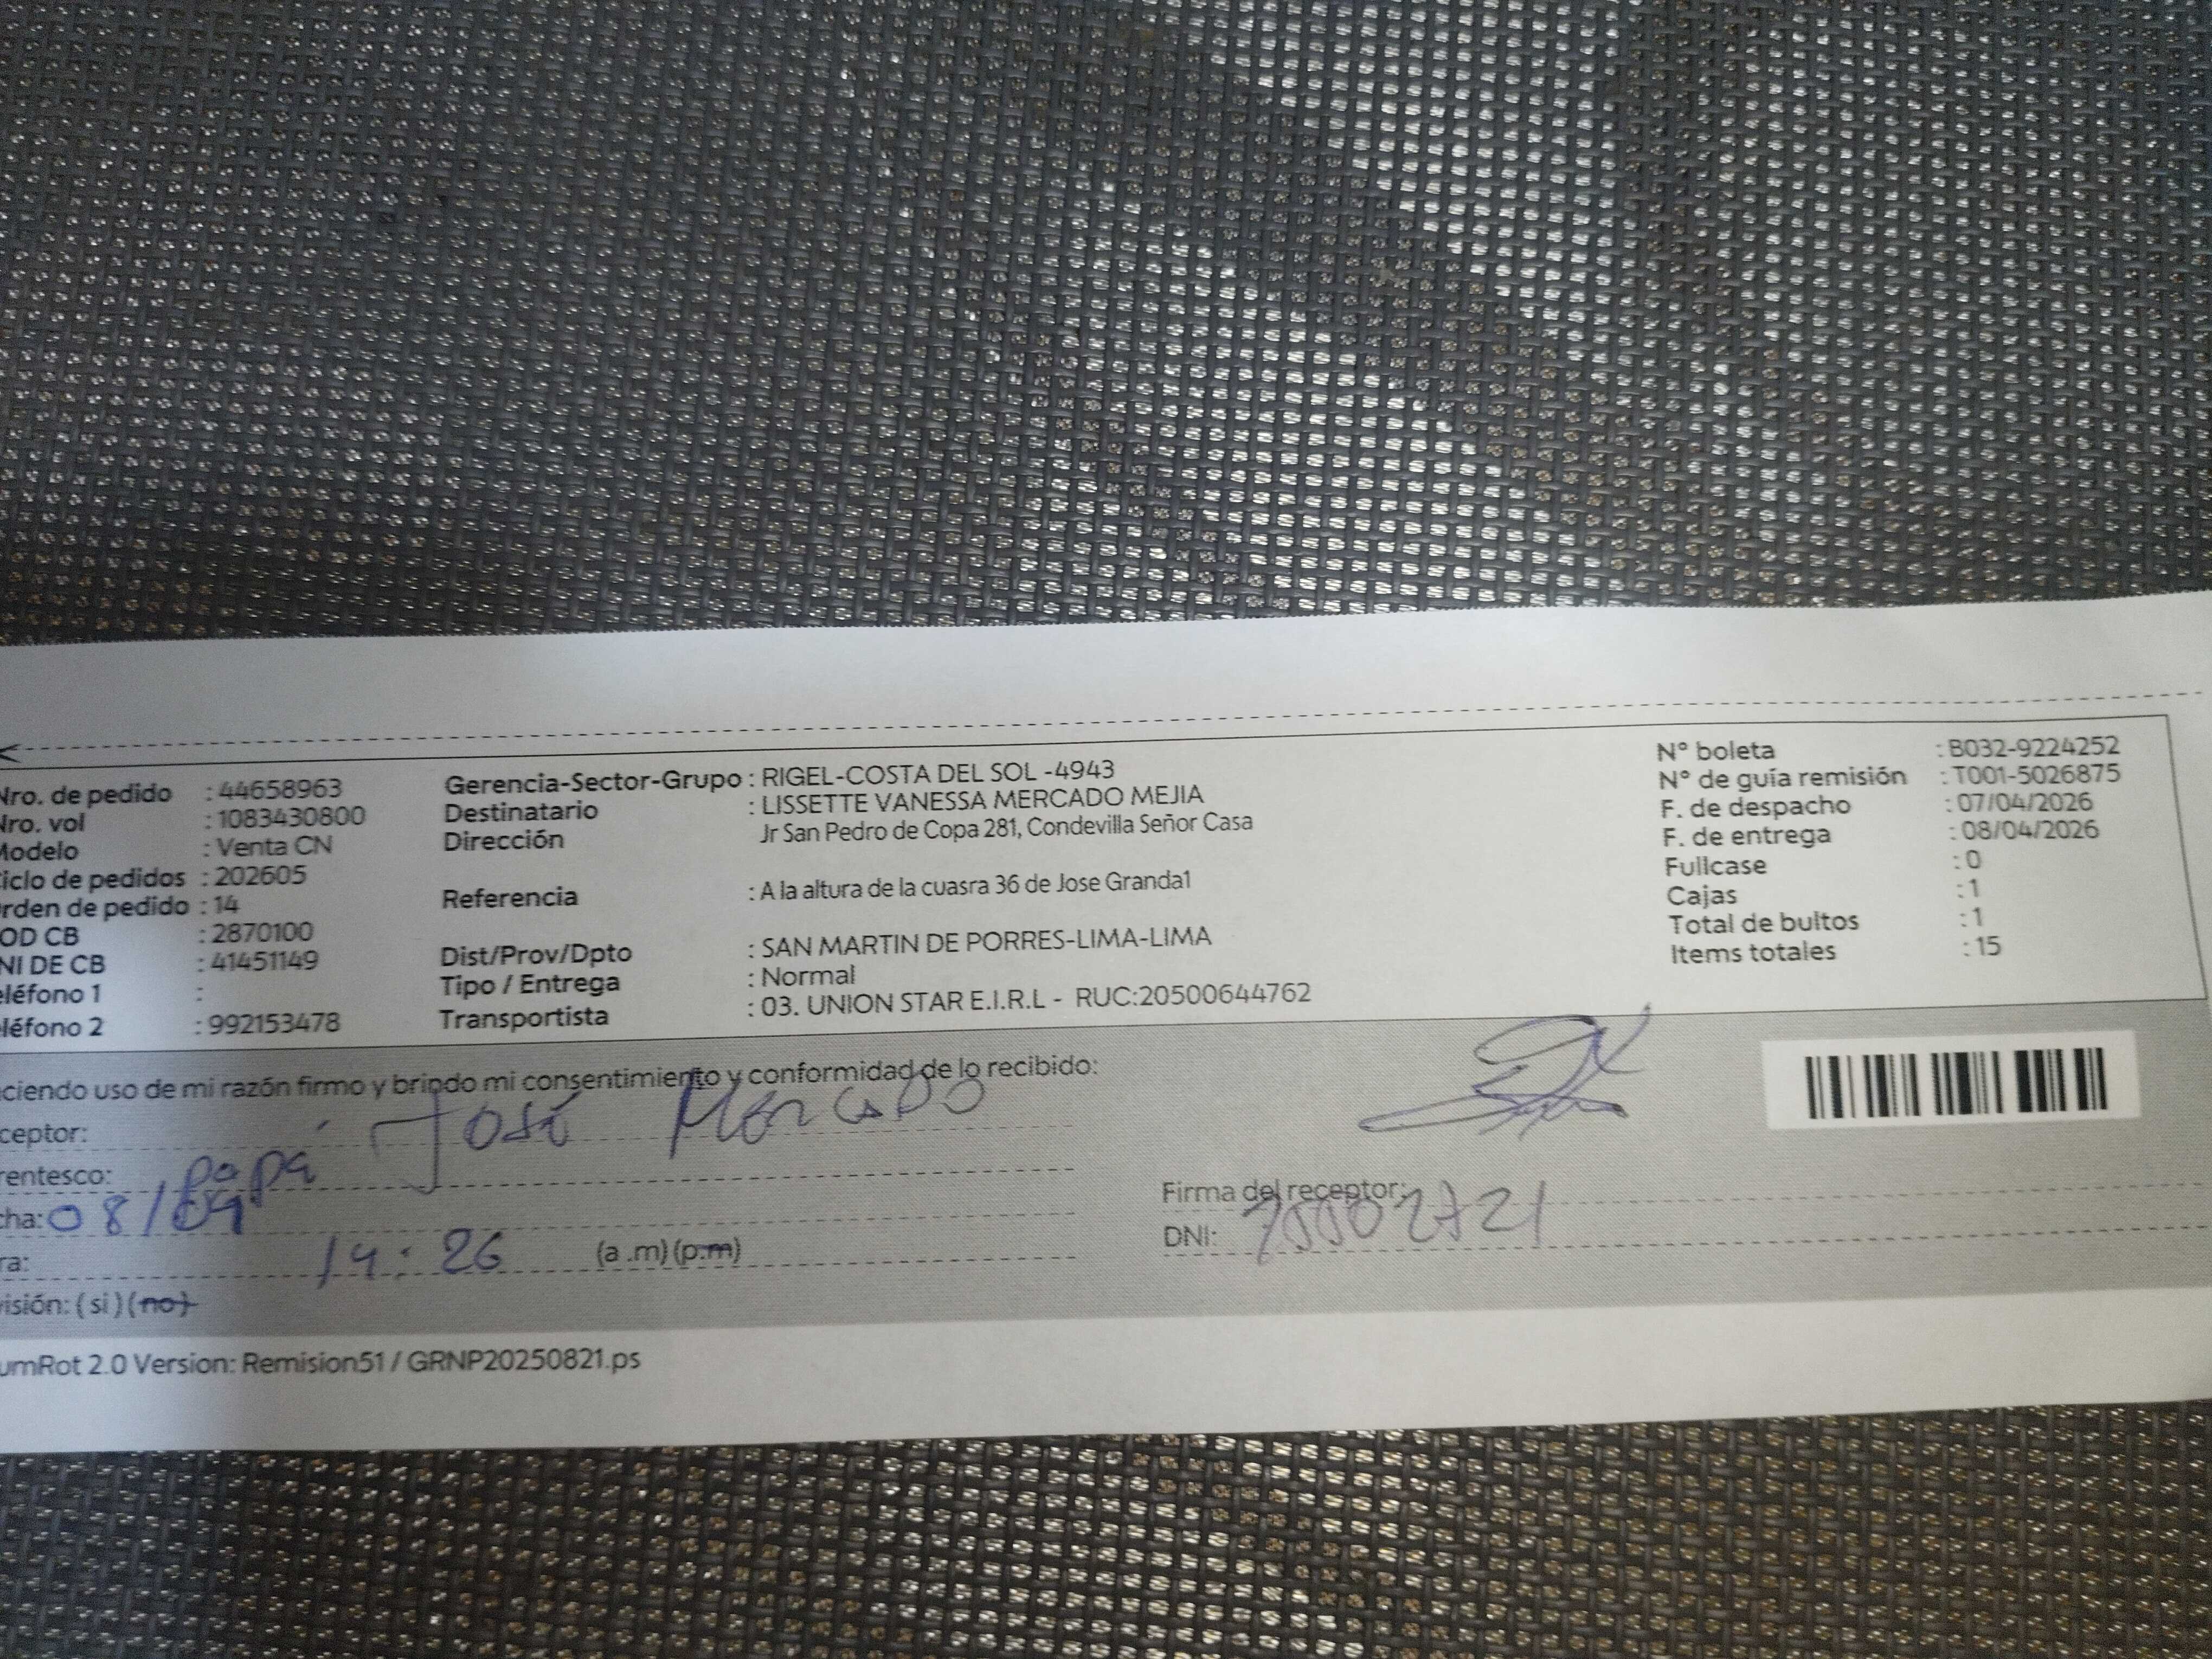 Nro. de pedido : 44658963
Nro. vol : 1083430800
Modelo : Venta CN
iclo de pedidos : 202605
rden de pedido : 14
OD CB : 2870100
NI DE CB : 41451149
eléfono 1 :
léfono 2 : 992153478
Gerencia-Sector-Grupo : RIGEL-COSTA DEL SOL -4943
Destinatario : LISSETTE VANESSA MERCADO MEJIA
Dirección Jr San Pedro de Copa 281, Condevilla Señor Casa
Referencia : A la altura de la cuasra 36 de Jose Granda1
Dist/Prov/Dpto : SAN MARTIN DE PORRES-LIMA-LIMA
Tipo / Entrega : Normal
Transportista : 03. UNION STAR E.I.R.L - RUC:20500644762
N° boleta : B032-9224252
N° de guía remisión : T001-5026875
F. de despacho : 07/04/2026
F. de entrega : 08/04/2026
Fullcase : 0
Cajas : 1
Total de bultos : 1
Items totales : 15
ciendo uso de mi razón firmo y brindo mi consentimiento y conformidad de lo recibido:
ceptor: José Mercado
rentesco: papá
cha: 08/04
ra: 14:26 (a .m) (p.m)
isión: ( si ) (no)
Firma del receptor:
DNI:
umRot 2.0 Version: Remision51 / GRNP20250821.ps